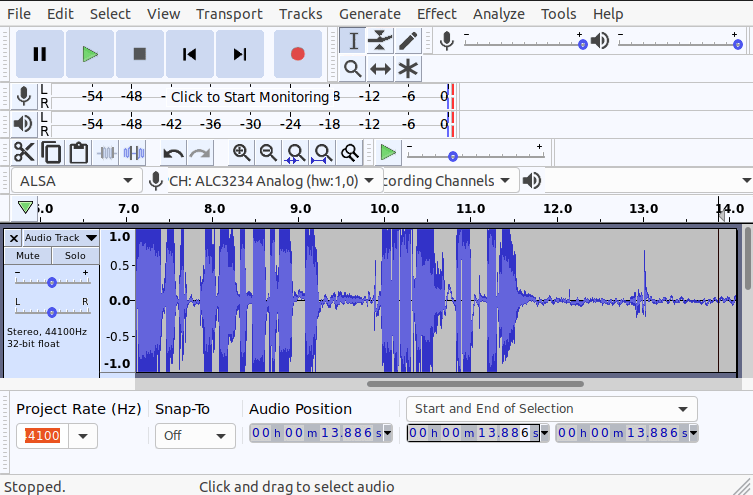 File Edit Select View Transport Tracks Generate Effect Analyze Tools Help
L
R
-54 -48 - Click to Start Monitoring 8 -12 -6 0
L
R
-54 -48 -42 -36 -30 -24 -18 -12 -6 0
ALSA CH: ALC3234 Analog (hw:1,0) cording Channels
.0 7.0 8.0 9.0 10.0 11.0 12.0 13.0 14.0
Audio Track
Mute Solo
- +
L R
Stereo, 44100Hz
32-bit float
1.0
0.5
0.0
-0.5
-1.0
Project Rate (Hz) Snap-To Audio Position Start and End of Selection
44100 Off 00 h 00 m 13.886 s 00 h 00 m 13.886 s 00 h 00 m 13.886 s
Stopped. Click and drag to select audio